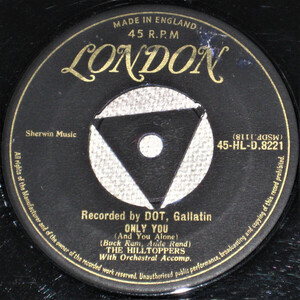 MADE IN ENGLAND
45 R.P.M
LONDON
Sherwin Music
(MSDF.1118)
45-HL-D.8221
Recorded by DOT, Gallatin
ONLY YOU
(And You Alone)
(Buck Ram, Ande Rand)
THE HILLTOPPERS
With Orchestral Accomp.
All rights of the Manufacturer and of the owner of the recorded work reserved. Unauthorised public performance, broadcasting and copying of this record prohibited